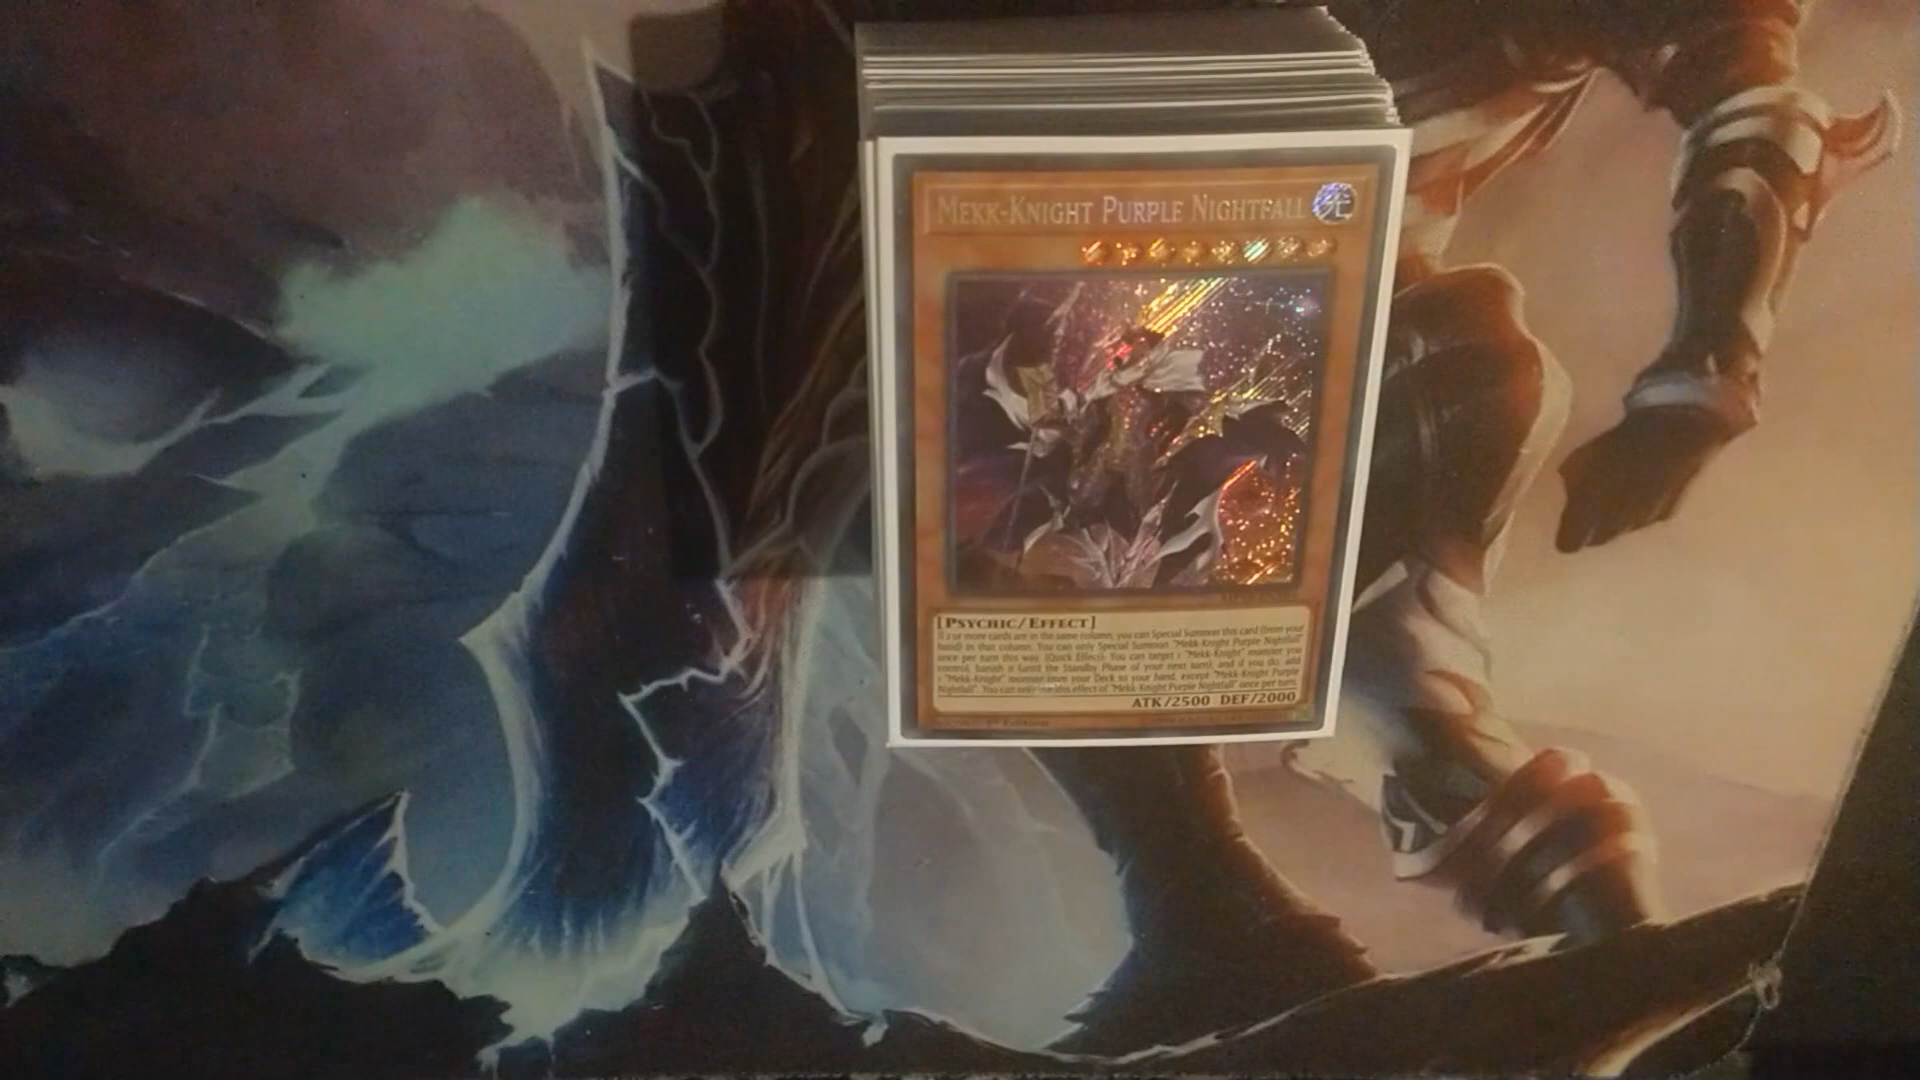 MEKK-KNIGHT PURPLE NIGHTFALL
光
[PSYCHIC/EFFECT]
If 2 or more cards are in the same column, you can Special Summon this card (from your
hand) in that column. You can only Special Summon "Mekk-Knight Purple Nightfall"
once per turn this way. (Quick Effect): You can target 1 "Mekk-Knight" monster you
control; banish it (until the Standby Phase of your next turn), and if you do, add
1 "Mekk-Knight" monster from your Deck to your hand, except "Mekk-Knight Purple
Nightfall". You can only use this effect of "Mekk-Knight Purple Nightfall" once per turn.
ATK/2500 DEF/2000
1st Edition